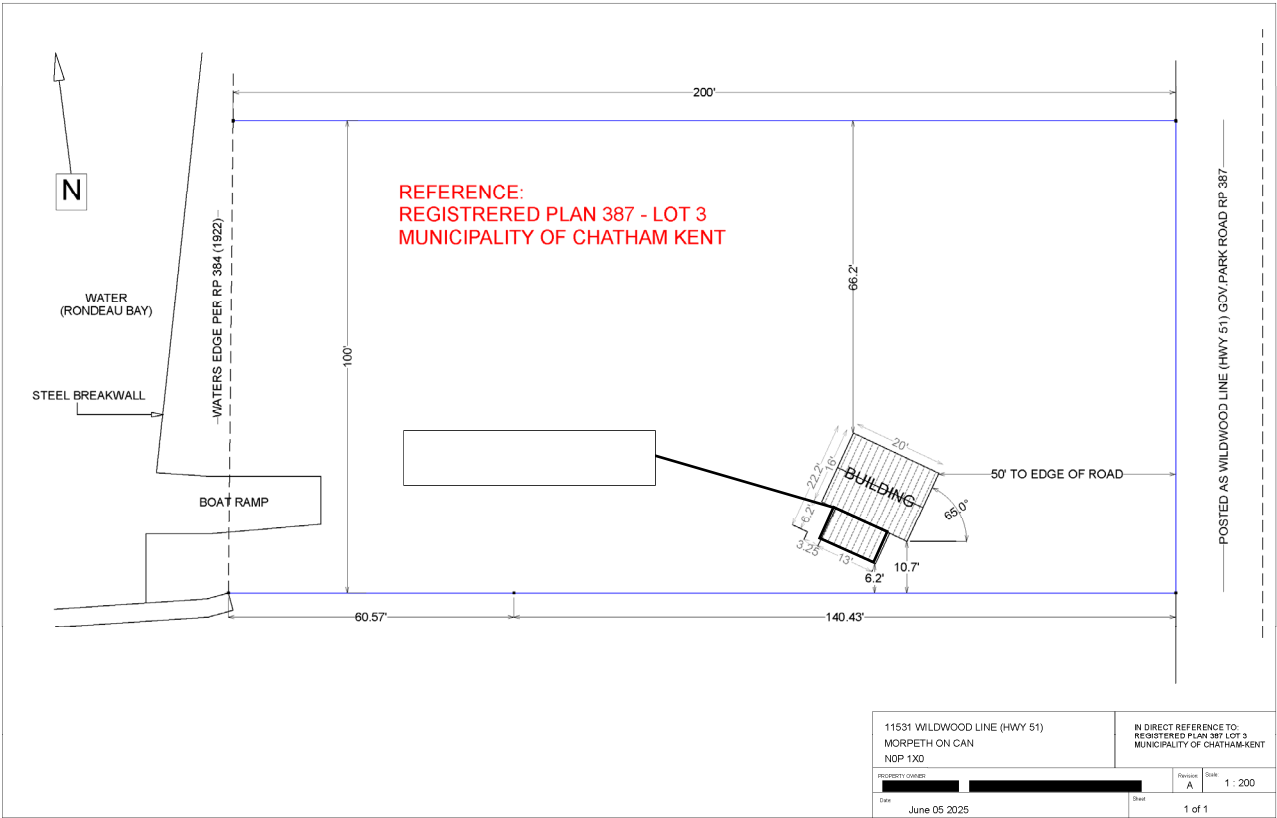 200'
N
REFERENCE:
REGISTRERED PLAN 387 - LOT 3
MUNICIPALITY OF CHATHAM KENT
WATERS EDGE PER RP 384 (1922)
WATER
(RONDEAU BAY)
STEEL BREAKWALL
BOAT RAMP
100'
66.2'
20'
16'
22.2'
6.2'
BUILDING
50' TO EDGE OF ROAD
65.0°
3.25
13'
6.2'
10.7'
60.57'
140.43'
POSTED AS WILDWOOD LINE (HWY 51) GOV.PARK ROAD RP 387
11531 WILDWOOD LINE (HWY 51)
MORPETH ON CAN
N0P 1X0
IN DIRECT REFERENCE TO:
REGISTERED PLAN 387 LOT 3
MUNICIPALITY OF CHATHAM-KENT
PROPERTY OWNER
Revision:
A
Scale:
1 : 200
Date:
June 05 2025
Sheet
1 of 1